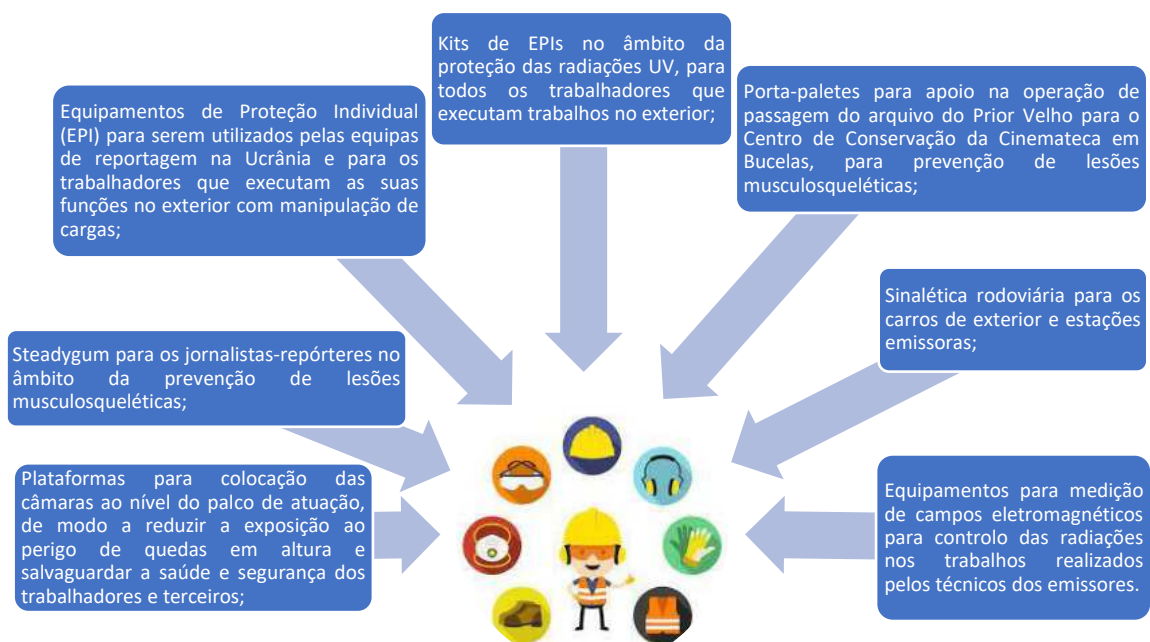 Equipamentos de Proteção Individual
(EPI) para serem utilizados pelas equipas
de reportagem na Ucrânia e para os
trabalhadores que executam as suas
funções no exterior com manipulação de
cargas;
Kits de EPIs no âmbito da
proteção das radiações UV, para
todos os trabalhadores que
executam trabalhos no exterior;
Porta-paletes para apoio na operação de
passagem do arquivo do Prior Velho para o
Centro de Conservação da Cinemateca em
Bucelas, para prevenção de lesões
musculosqueléticas;
Steadygum para os jornalistas-repórteres no
âmbito da prevenção de lesões
musculosqueléticas;
Sinalética rodoviária para os
carros de exterior e estações
emissoras;
Plataformas para colocação das
câmaras ao nível do palco de atuação,
de modo a reduzir a exposição ao
perigo de quedas em altura e
salvaguardar a saúde e segurança dos
trabalhadores e terceiros;
Equipamentos para medição
de campos eletromagnéticos
para controlo das radiações
nos trabalhos realizados
pelos técnicos dos emissores.